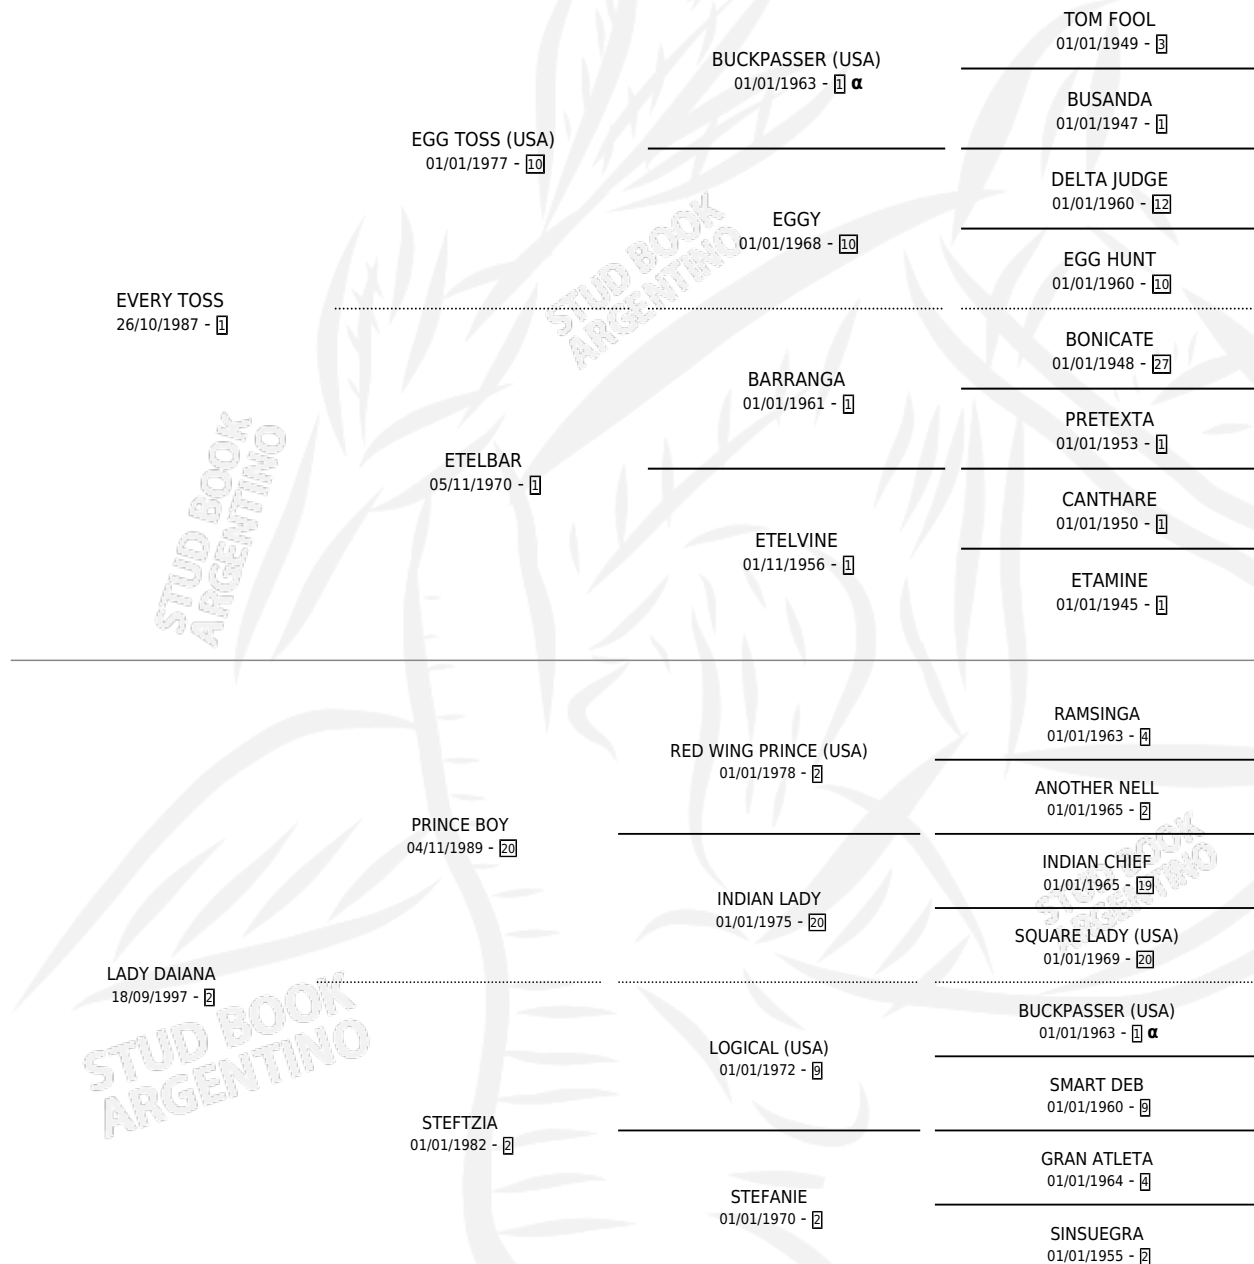 TOM FOOL
01/01/1949 - 3
BUCKPASSER (USA)
01/01/1963 - 1 α
BUSANDA
01/01/1947 - 1
EGG TOSS (USA)
01/01/1977 - 10
DELTA JUDGE
01/01/1960 - 12
EGGY
01/01/1968 - 10
EGG HUNT
01/01/1960 - 10
STUD BOOK
ARGENTINO
EVERY TOSS
26/10/1987 - 1
BONICATE
01/01/1948 - 27
BARRANGA
01/01/1961 - 1
PRETEXTA
01/01/1953 - 1
ETELBAR
05/11/1970 - 1
CANTHARE
01/01/1950 - 1
ETELVINE
01/11/1956 - 1
ETAMINE
01/01/1945 - 1
STUD BOOK
ARGENTINO
RAMSINGA
01/01/1963 - 4
RED WING PRINCE (USA)
01/01/1978 - 2
ANOTHER NELL
01/01/1965 - 2
PRINCE BOY
04/11/1989 - 20
INDIAN CHIEF
01/01/1965 - 19
INDIAN LADY
01/01/1975 - 20
SQUARE LADY (USA)
01/01/1969 - 20
STUD BOOK
ARGENTINO
LADY DAIANA
18/09/1997 - 2
BUCKPASSER (USA)
01/01/1963 - 1 α
LOGICAL (USA)
01/01/1972 - 9
SMART DEB
01/01/1960 - 9
STUD BOOK
ARGENTINO
STEFTZIA
01/01/1982 - 2
GRAN ATLETA
01/01/1964 - 4
STEFANIE
01/01/1970 - 2
SINSUEGRA
01/01/1955 - 2